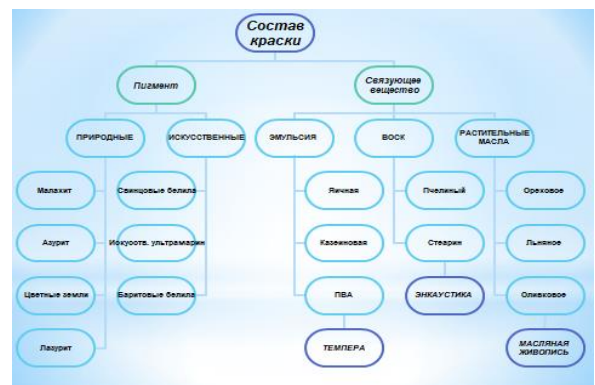 Состав
краски
Пигмент
Связующее
вещество
ПРИРОДНЫЕ
ИСКУССТВЕННЫЕ
ЭМУЛЬСИЯ
ВОСК
РАСТИТЕЛЬНЫЕ
МАСЛА
Малахит
Свинцовые белила
Яичная
Пчелиный
Ореховое
Азурит
Искусств. ультрамарин
Казеиновая
Стеарин
Льняное
Цветные земли
Баритовые белила
ПВА
ЭНКАУСТИКА
Оливковое
Лазурит
ТЕМПЕРА
МАСЛЯНАЯ
ЖИВОПИСЬ